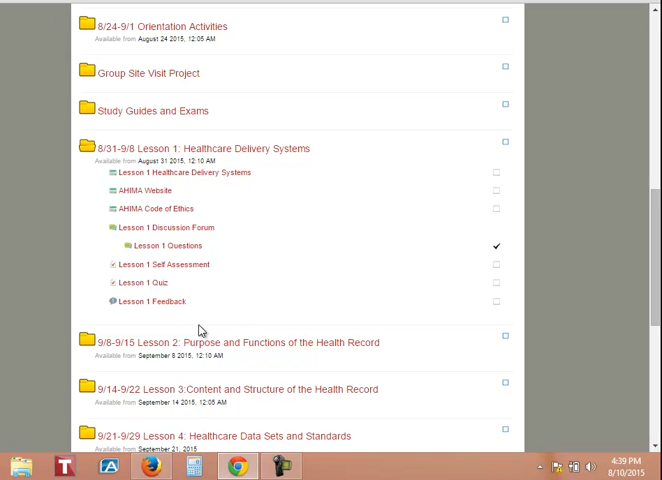 8/24-9/1 Orientation Activities
Available from August 24 2015, 12:05 AM
Group Site Visit Project
Study Guides and Exams
8/31-9/8 Lesson 1: Healthcare Delivery Systems
Available from August 31 2015, 12:10 AM
Lesson 1 Healthcare Delivery Systems
AHIMA Website
AHIMA Code of Ethics
Lesson 1 Discussion Forum
Lesson 1 Questions
Lesson 1 Self Assessment
Lesson 1 Quiz
Lesson 1 Feedback
9/8-9/15 Lesson 2: Purpose and Functions of the Health Record
Available from September 8 2015, 12:10 AM
9/14-9/22 Lesson 3:Content and Structure of the Health Record
Available from September 14 2015, 12:05 AM
9/21-9/29 Lesson 4: Healthcare Data Sets and Standards
Available from September 21, 2015
T
A
4:39 PM
8/10/2015